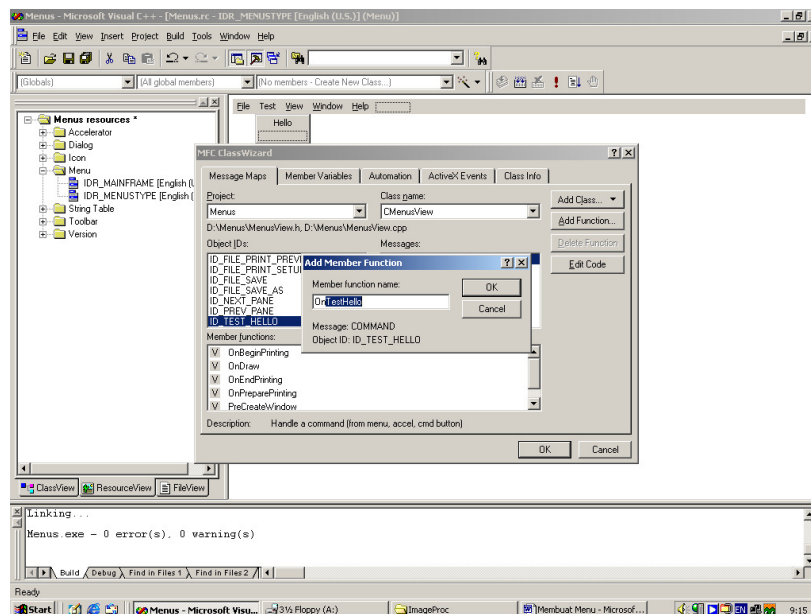 Menus - Microsoft Visual C++ - [Menus.rc - IDR_MENUSTYPE [English (U.S.)] (Menu)]
File Edit View Insert Project Build Tools Window Help
(Globals) (All global members) (No members - Create New Class...)
File Test View Window Help
Hello
Menus resources *
Accelerator
Dialog
Icon
Menu
IDR_MAINFRAME [English (U
IDR_MENUSTYPE [English (
String Table
Toolbar
Version
MFC ClassWizard
Message Maps Member Variables Automation ActiveX Events Class Info
Project: Class name:
Menus CMenusView
Add Class...
D:\Menus\MenusView.h, D:\Menus\MenusView.cpp
Add Function...
Object IDs: Messages:
Delete Function
Edit Code
ID_FILE_PRINT_PREVI
ID_FILE_PRINT_SETU
ID_FILE_SAVE
ID_FILE_SAVE_AS
ID_NEXT_PANE
ID_PREV_PANE
ID_TEST_HELLO
Add Member Function
Member function name:
OnTestHello
OK
Cancel
Message: COMMAND
Object ID: ID_TEST_HELLO
Member functions:
V OnBeginPrinting
V OnDraw
V OnEndPrinting
V OnPreparePrinting
V PreCreateWindow
Description: Handle a command (from menu, accel, cmd button)
OK Cancel
ClassView ResourceView FileView
Linking...
Menus.exe - 0 error(s), 0 warning(s)
Build Debug Find in Files 1 Find in Files 2
Ready
Start Menus - Microsoft Visu... 3½ Floppy (A:) ImageProc Membuat Menu - Microsof... EN 9:15